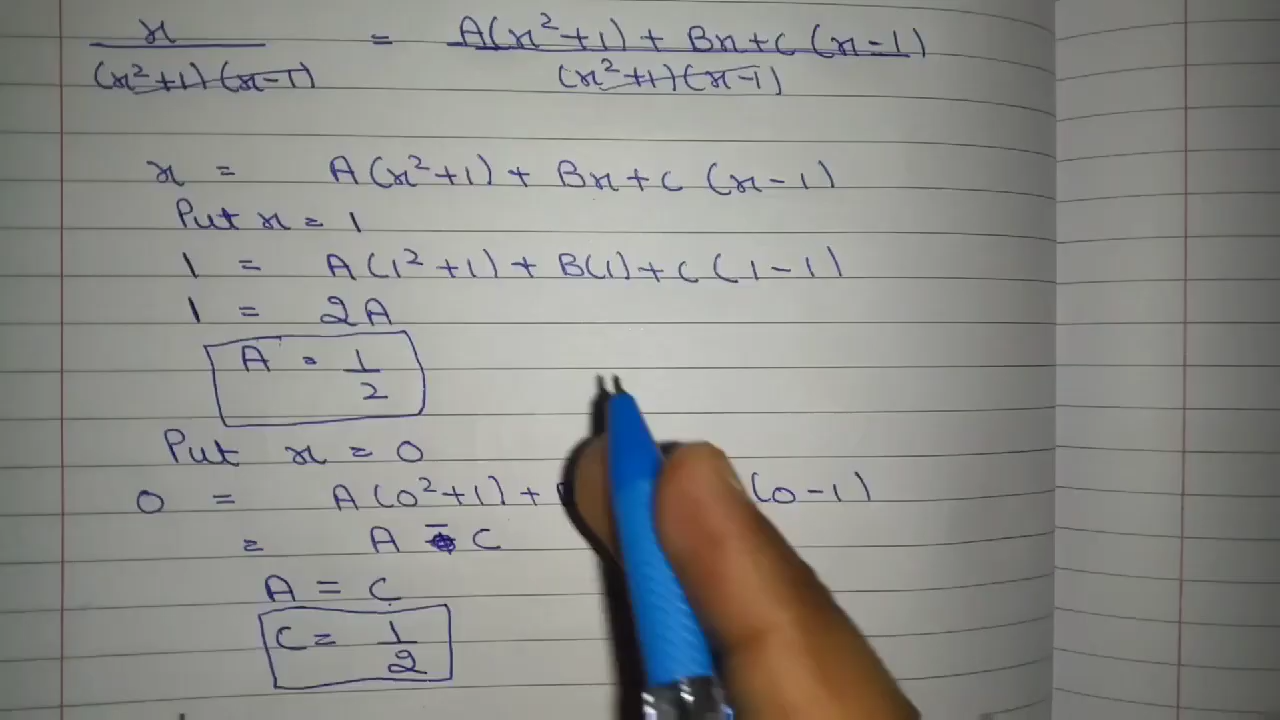 x = A(x²+1) + Bx+C (x-1)
(x²+1)(x-1) (x²+1)(x-1)
x = A(x²+1) + Bx+C (x-1)
Put x = 1
1 = A(1²+1) + B(1)+C (1-1)
1 = 2A
A = 1/2
Put x = 0
0 = A(0²+1) + (0-1)
= A - C
A = C
C = 1/2